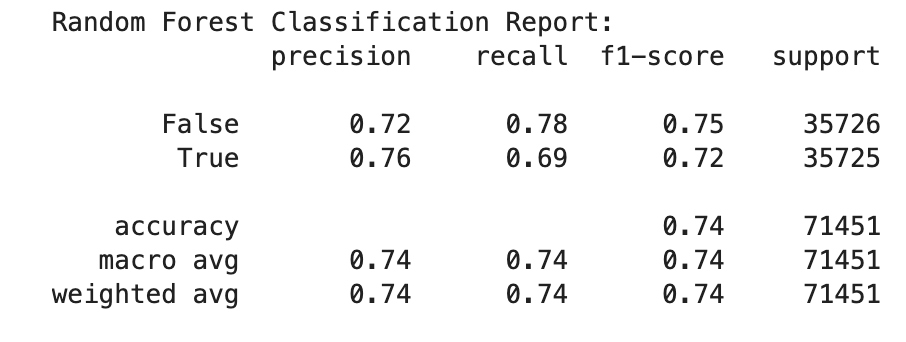 Random Forest Classification Report:
precision recall f1-score support
False 0.72 0.78 0.75 35726
True 0.76 0.69 0.72 35725
accuracy 0.74 71451
macro avg 0.74 0.74 0.74 71451
weighted avg 0.74 0.74 0.74 71451